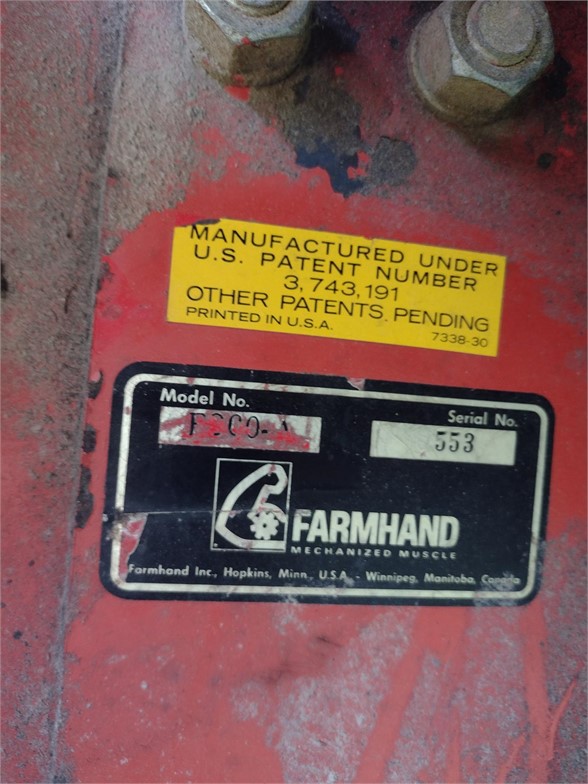 MANUFACTURED UNDER
U.S. PATENT NUMBER
3,743,191
OTHER PATENTS PENDING
PRINTED IN U.S.A.
7338-30
Model No.
Serial No.
553
FARMHAND
MECHANIZED MUSCLE
Farmhand Inc., Hopkins, Minn., U.S.A. - Winnipeg, Manitoba, Canada